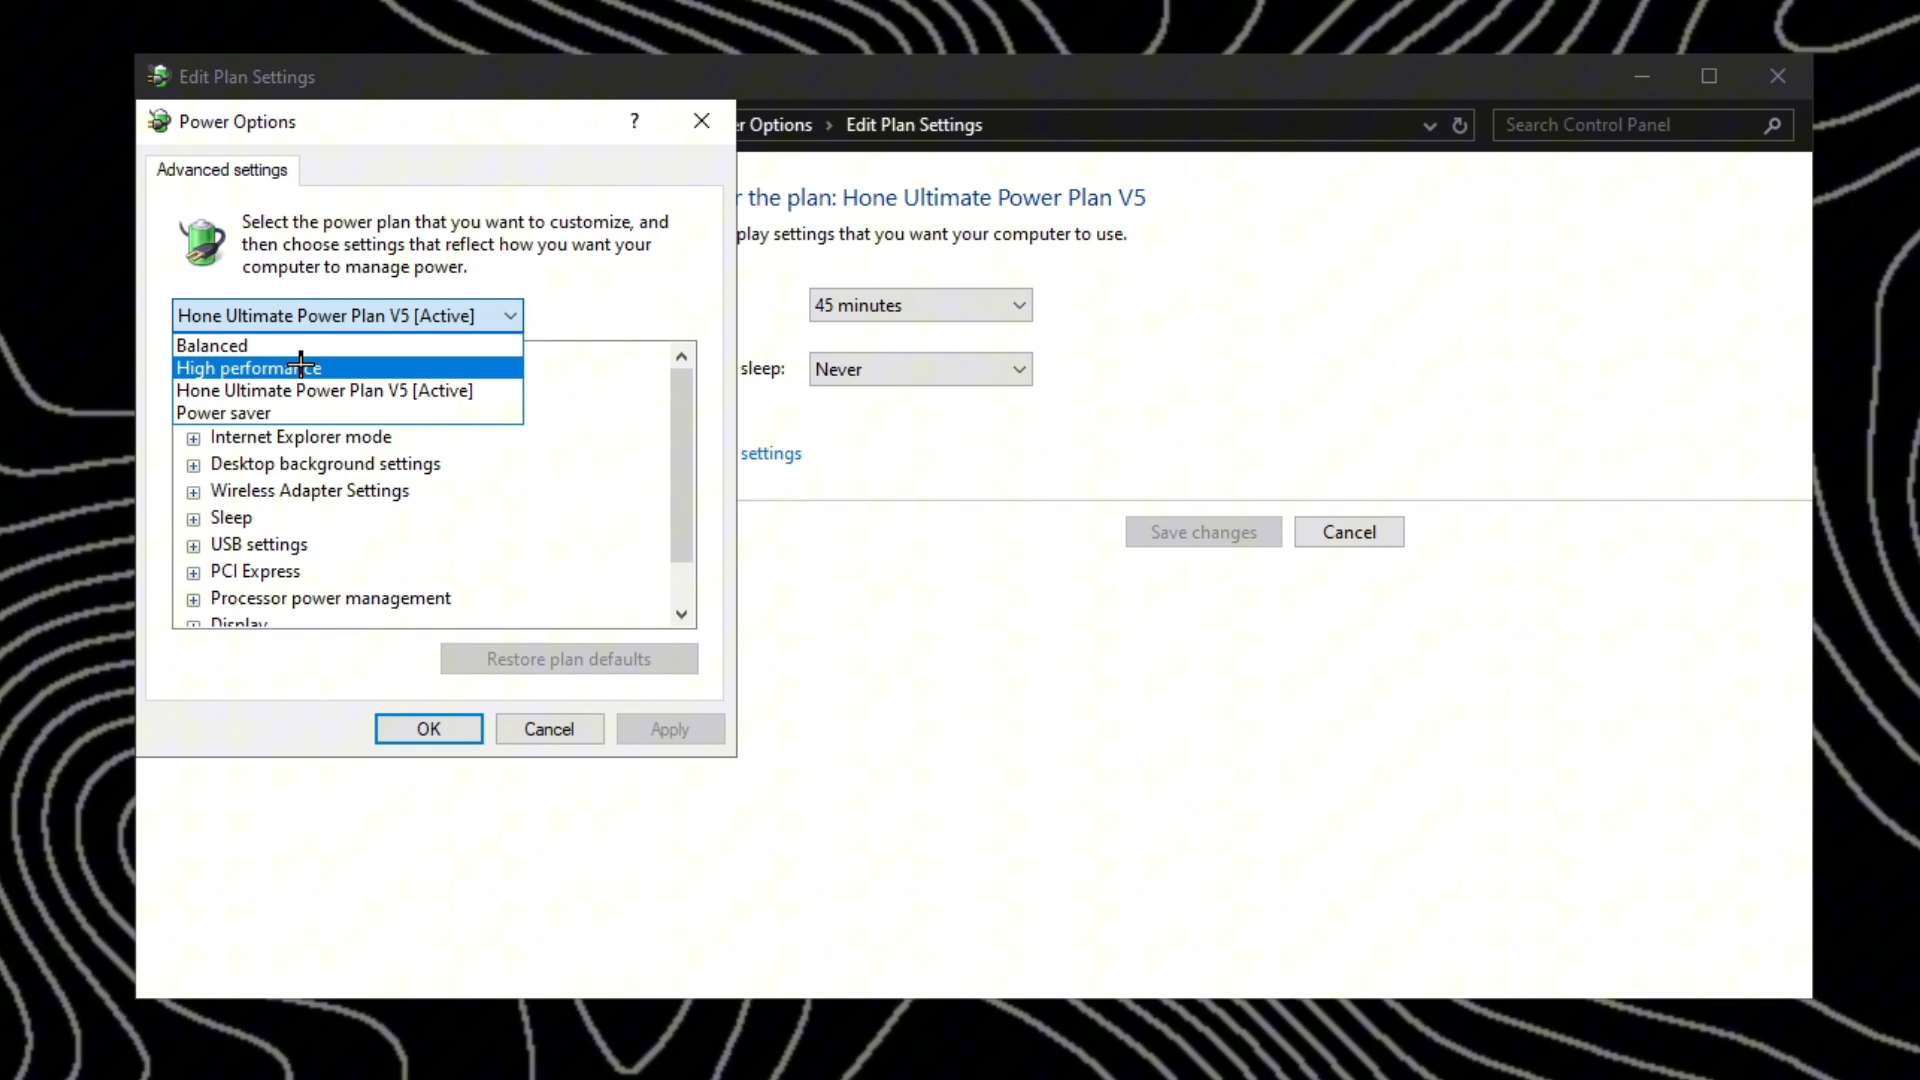 Edit Plan Settings
Power Options
?
Options > Edit Plan Settings
Search Control Panel
Advanced settings
Select the power plan that you want to customize, and
then choose settings that reflect how you want your
computer to manage power.
the plan: Hone Ultimate Power Plan V5
settings that you want your computer to use.
Hone Ultimate Power Plan V5 [Active]
45 minutes
Balanced
High performance
Hone Ultimate Power Plan V5 [Active]
Power saver
sleep:
Never
Internet Explorer mode
Desktop background settings
Wireless Adapter Settings
Sleep
USB settings
PCI Express
Processor power management
Display
settings
Save changes
Cancel
Restore plan defaults
OK
Cancel
Apply